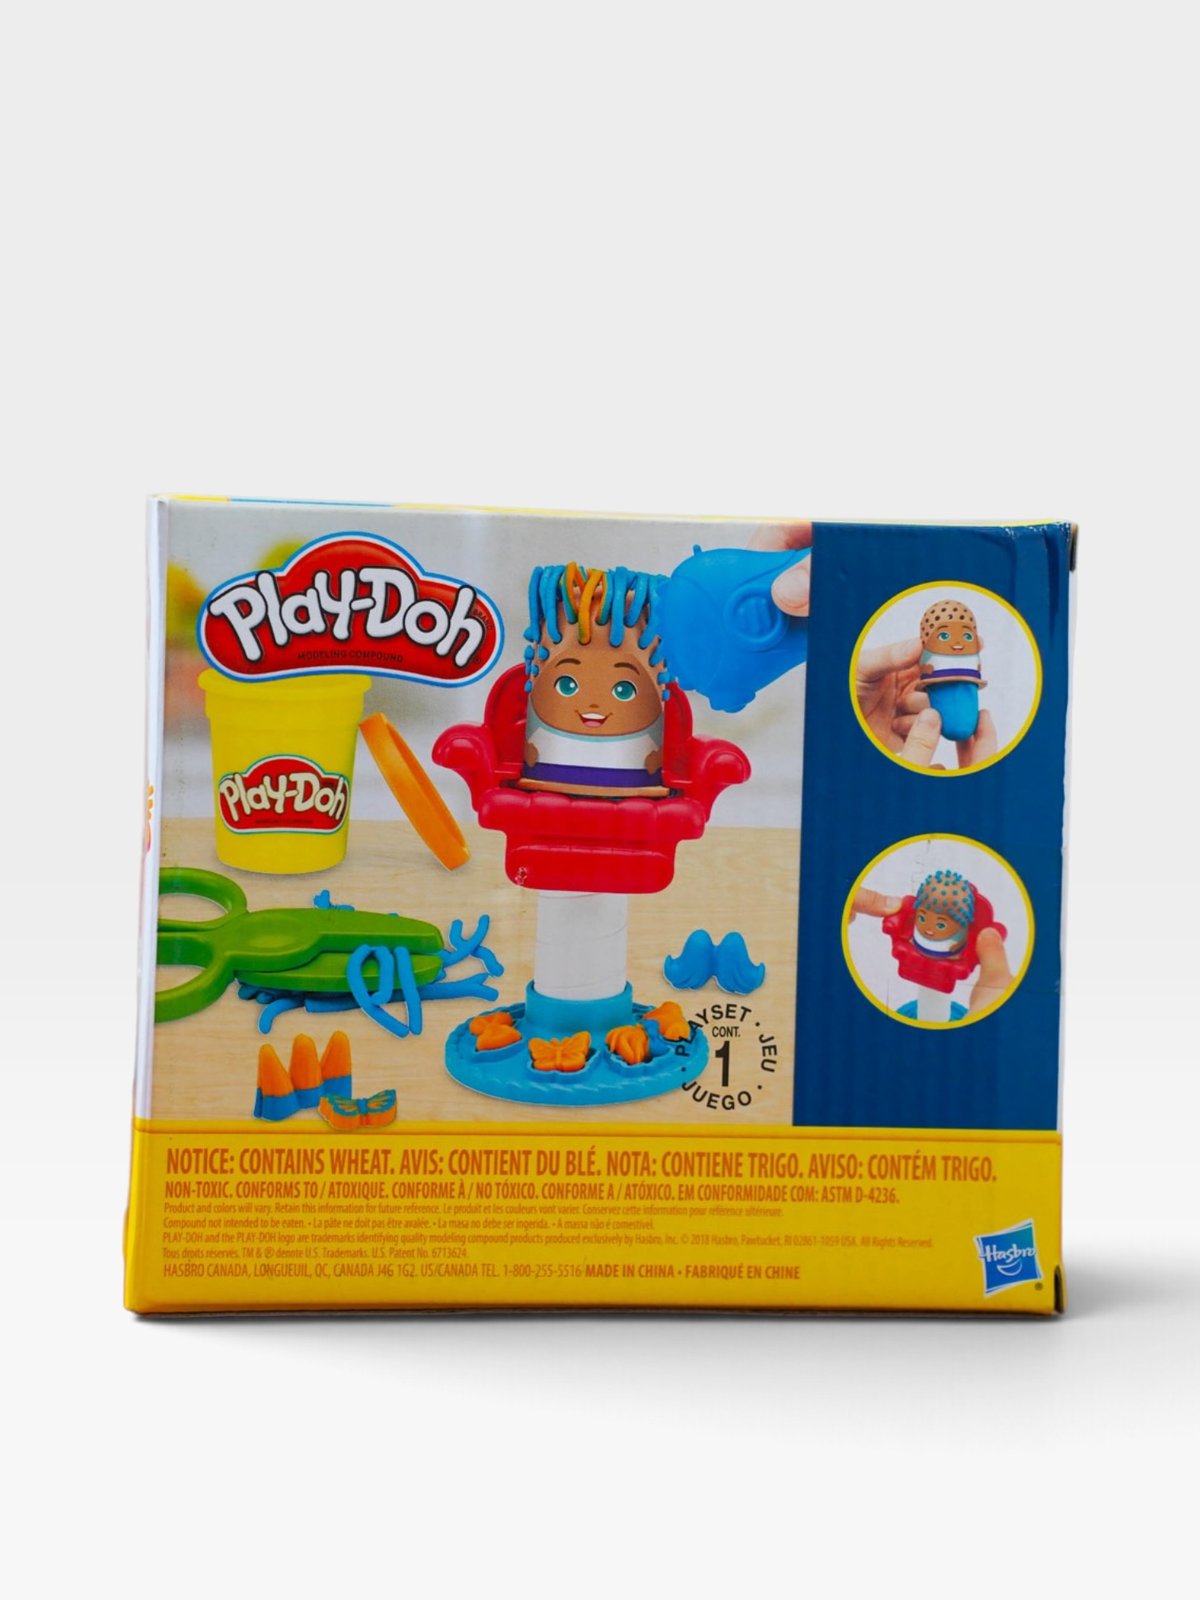 Play-Doh
MODELING COMPOUND
Play-Doh
PLAYSET · JEU · JUEGO ·
CONT.
1
NOTICE: CONTAINS WHEAT. AVIS: CONTIENT DU BLÉ. NOTA: CONTIENE TRIGO. AVISO: CONTÉM TRIGO.
NON-TOXIC. CONFORMS TO / ATOXIQUE. CONFORME À / NO TÓXICO. CONFORME A / ATÓXICO. EM CONFORMIDADE COM: ASTM D-4236.
Product and colors will vary. Retain this information for future reference. Le produit et les couleurs vont varier. Conservez cette information pour référence ultérieure.
Compound not intended to be eaten. • La pâte ne doit pas être avalée. • La masa no debe ser ingerida. • A massa não é comestível.
PLAY-DOH and the PLAY-DOH logo are trademarks identifying quality modeling compound products produced exclusively by Hasbro, Inc. © 2018 Hasbro, Pawtucket, RI 02861-1059 USA. All Rights Reserved.
Tous droits réservés. TM & ® denote U.S. Trademarks. U.S. Patent No. 6713624.
HASBRO CANADA, LONGUEUIL, QC, CANADA J4G 1G2. US/CANADA TEL. 1-800-255-5516 MADE IN CHINA • FABRIQUÉ EN CHINE
Hasbro